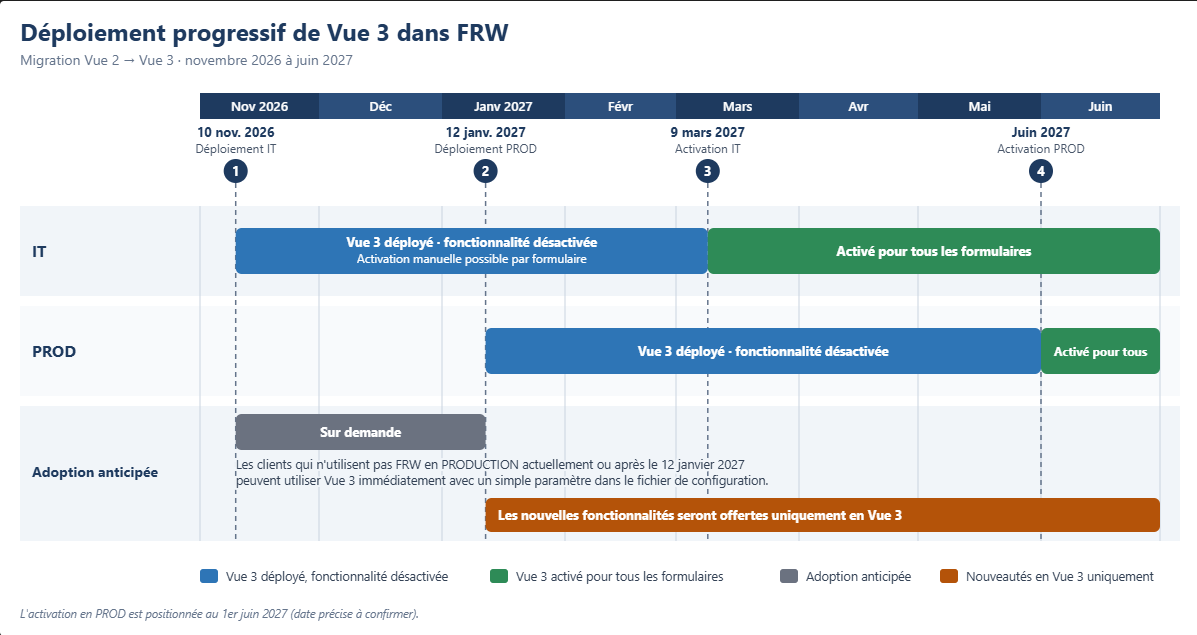 Déploiement progressif de Vue 3 dans FRW
Migration Vue 2 → Vue 3 · novembre 2026 à juin 2027
Nov 2026
Déc
Janv 2027
Févr
Mars
Avr
Mai
Juin
10 nov. 2026
Déploiement IT
1
12 janv. 2027
Déploiement PROD
2
9 mars 2027
Activation IT
3
Juin 2027
Activation PROD
4
IT
Vue 3 déployé · fonctionnalité désactivée
Activation manuelle possible par formulaire
Activé pour tous les formulaires
PROD
Vue 3 déployé · fonctionnalité désactivée
Activé pour tous
Adoption anticipée
Sur demande
Les clients qui n'utilisent pas FRW en PRODUCTION actuellement ou après le 12 janvier 2027
peuvent utiliser Vue 3 immédiatement avec un simple paramètre dans le fichier de configuration.
Les nouvelles fonctionnalités seront offertes uniquement en Vue 3
Vue 3 déployé, fonctionnalité désactivée
Vue 3 activé pour tous les formulaires
Adoption anticipée
Nouveautés en Vue 3 uniquement
L'activation en PROD est positionnée au 1er juin 2027 (date précise à confirmer).